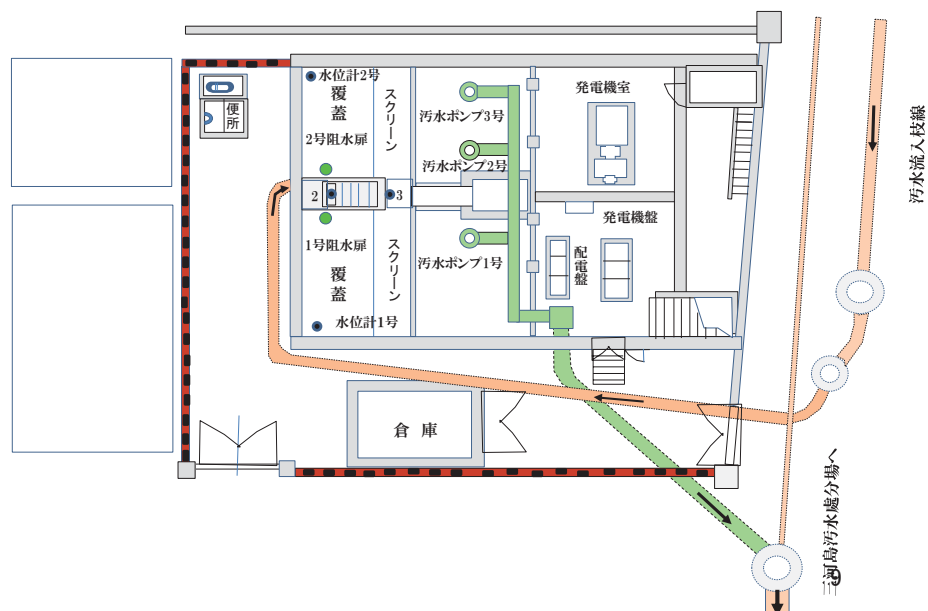 水位計2号
覆蓋
スクリーン
便所
2号阻水扉
汚水ポンプ3号
汚水ポンプ2号
発電機室
汚水流入枝線
2
3
1号阻水扉
覆蓋
スクリーン
汚水ポンプ1号
発電機盤
配電盤
水位計1号
倉庫
三河島汚水處分場へ
9